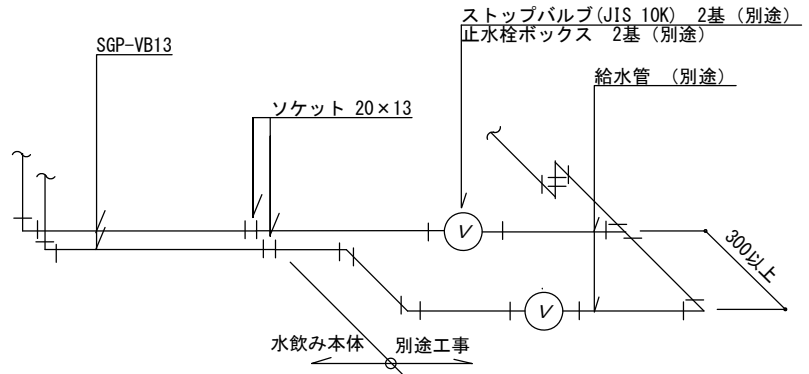 ストップバルブ(JIS 10K) 2基(別途)
止水栓ボックス 2基(別途)
SGP-VB13
給水管 (別途)
ソケット 20×13
V
300以上
V
水飲み本体 別途工事